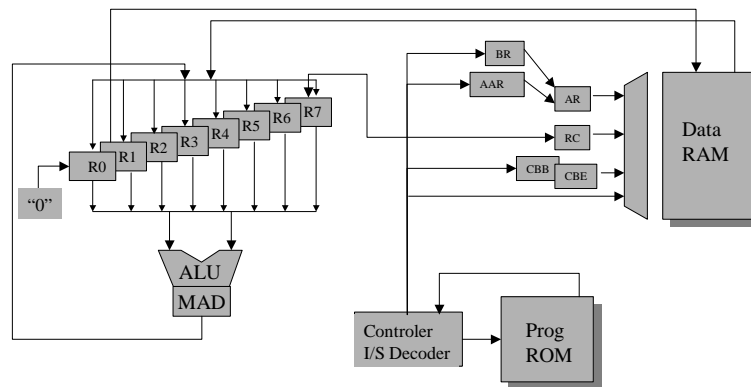 BR
AAR
AR
R7
R6
R5
R4
R3
R2
R1
R0
RC
Data
RAM
CBB
CBE
“0”
ALU
MAD
Controler
I/S Decoder
Prog
ROM